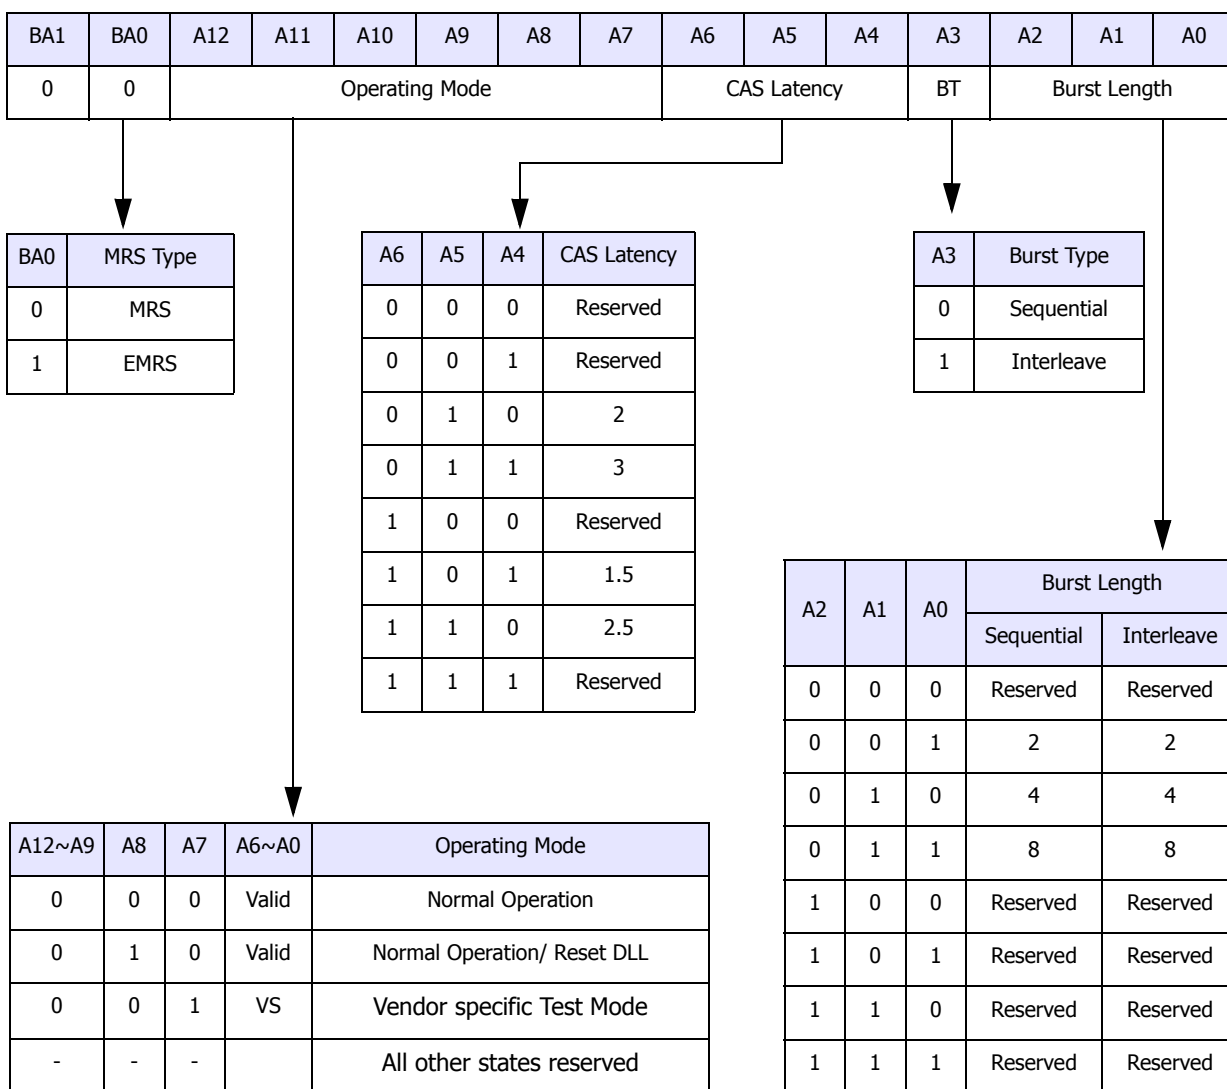 BA1 BA0 A12 A11 A10 A9 A8 A7 A6 A5 A4 A3 A2 A1 A0
0 0 Operating Mode CAS Latency BT Burst Length
BA0 MRS Type
0 MRS
1 EMRS
A6 A5 A4 CAS Latency
0 0 0 Reserved
0 0 1 Reserved
0 1 0 2
0 1 1 3
1 0 0 Reserved
1 0 1 1.5
1 1 0 2.5
1 1 1 Reserved
A3 Burst Type
0 Sequential
1 Interleave
A2 A1 A0 Burst Length
Sequential Interleave
0 0 0 Reserved Reserved
0 0 1 2 2
0 1 0 4 4
0 1 1 8 8
1 0 0 Reserved Reserved
1 0 1 Reserved Reserved
1 1 0 Reserved Reserved
1 1 1 Reserved Reserved
A12~A9 A8 A7 A6~A0 Operating Mode
0 0 0 Valid Normal Operation
0 1 0 Valid Normal Operation/ Reset DLL
0 0 1 VS Vendor specific Test Mode
- - - All other states reserved